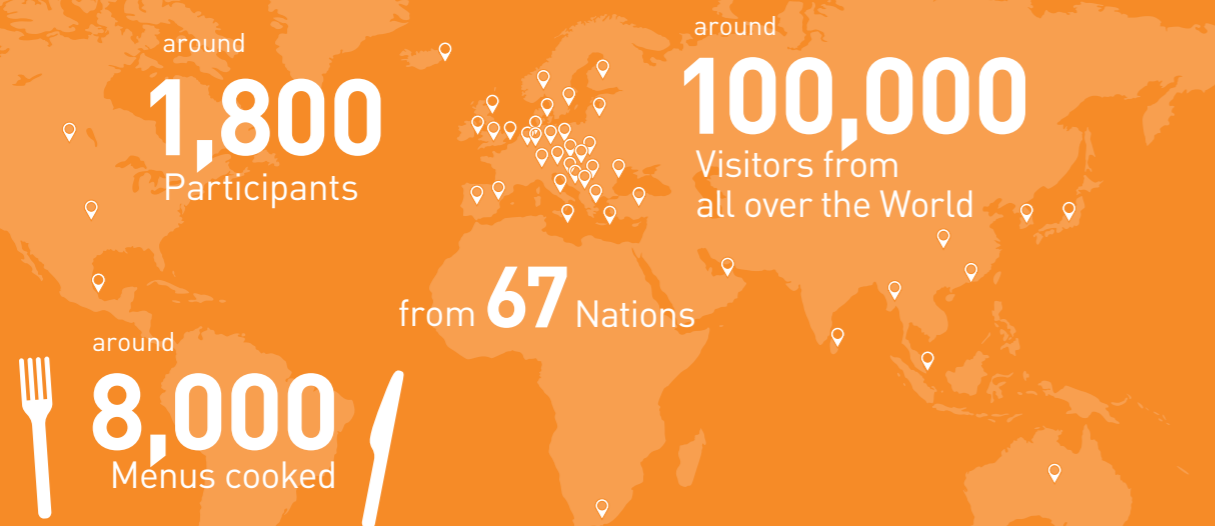 around
1,800
Participants
around
100,000
Visitors from
all over the World
from 67 Nations
around
8,000
Menus cooked